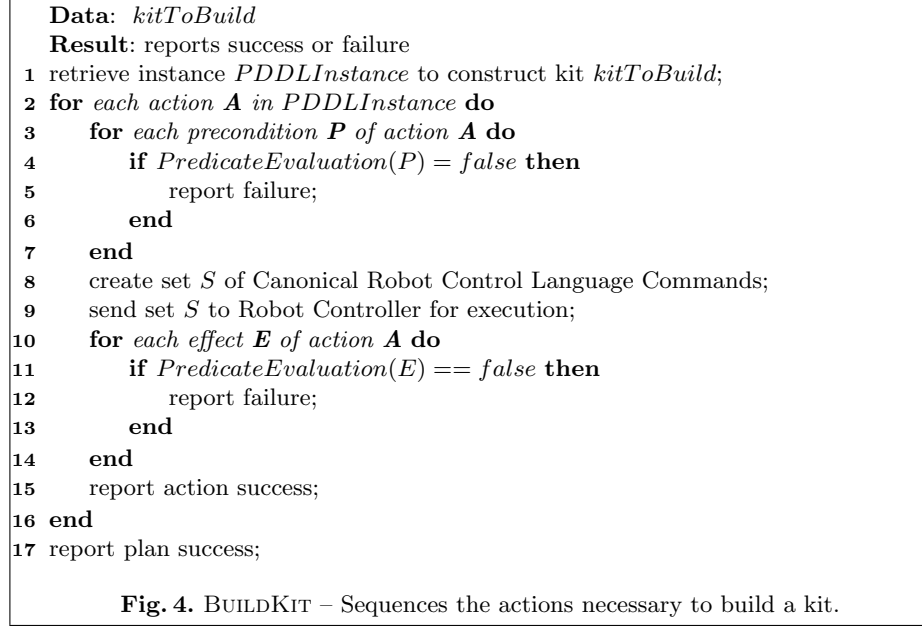 Data: kitToBuild
Result: reports success or failure
1 retrieve instance PDDLInstance to construct kit kitToBuild;
2 for each action A in PDDLInstance do
3 for each precondition P of action A do
4 if PredicateEvaluation(P) = false then
5 report failure;
6 end
7 end
8 create set S of Canonical Robot Control Language Commands;
9 send set S to Robot Controller for execution;
10 for each effect E of action A do
11 if PredicateEvaluation(E) == false then
12 report failure;
13 end
14 end
15 report action success;
16 end
17 report plan success;
Fig. 4. BUILDKIT – Sequences the actions necessary to build a kit.